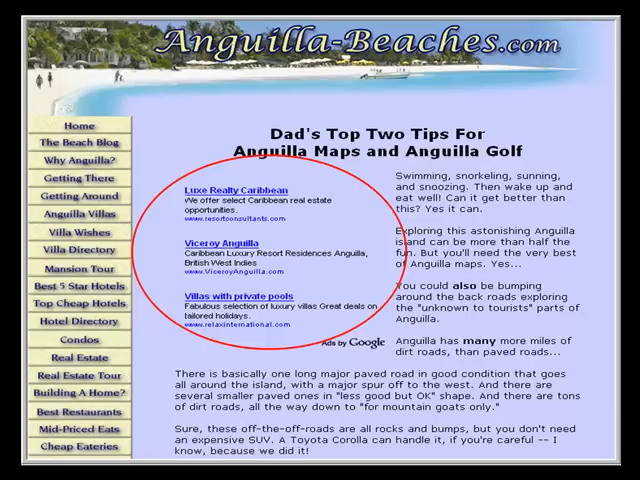 Anguilla-Beaches.com
Home
The Beach Blog
Why Anguilla?
Getting There
Getting Around
Anguilla Villas
Villa Wishes
Villa Directory
Mansion Tour
Best 5 Star Hotels
Top Cheap Hotels
Hotel Directory
Condos
Real Estate
Real Estate Tour
Building A Home?
Best Restaurants
Mid-Priced Eats
Cheap Eateries
Dad's Top Two Tips For
Anguilla Maps and Anguilla Golf
Luxe Realty Caribbean
We offer select Caribbean real estate
opportunities.
www.resortconsultants.com
Viceroy Anguilla
Caribbean Luxury Resort Residences Anguilla,
British West Indies
www.ViceroyAnguilla.com
Villas with private pools
Fabulous selection of luxury villas Great deals on
tailored holidays.
www.relaxinternational.com
Ads by Google
Swimming, snorkeling, sunning,
and snoozing. Then wake up and
eat well! Can it get better than
this? Yes it can.
Exploring this astonishing Anguilla
island can be more than half the
fun. But you'll need the very best
of Anguilla maps. Yes...
You could also be bumping
around the back roads exploring
the "unknown to tourists" parts of
Anguilla.
Anguilla has many more miles of
dirt roads, than paved roads...
There is basically one long major paved road in good condition that goes
all around the island, with a major spur off to the west. And there are
several smaller paved ones in "less good but OK" shape. And there are tons
of dirt roads, all the way down to "for mountain goats only."
Sure, these off-the-off-roads are all rocks and bumps, but you don't need
an expensive SUV. A Toyota Corolla can handle it, if you're careful -- I
know, because we did it!